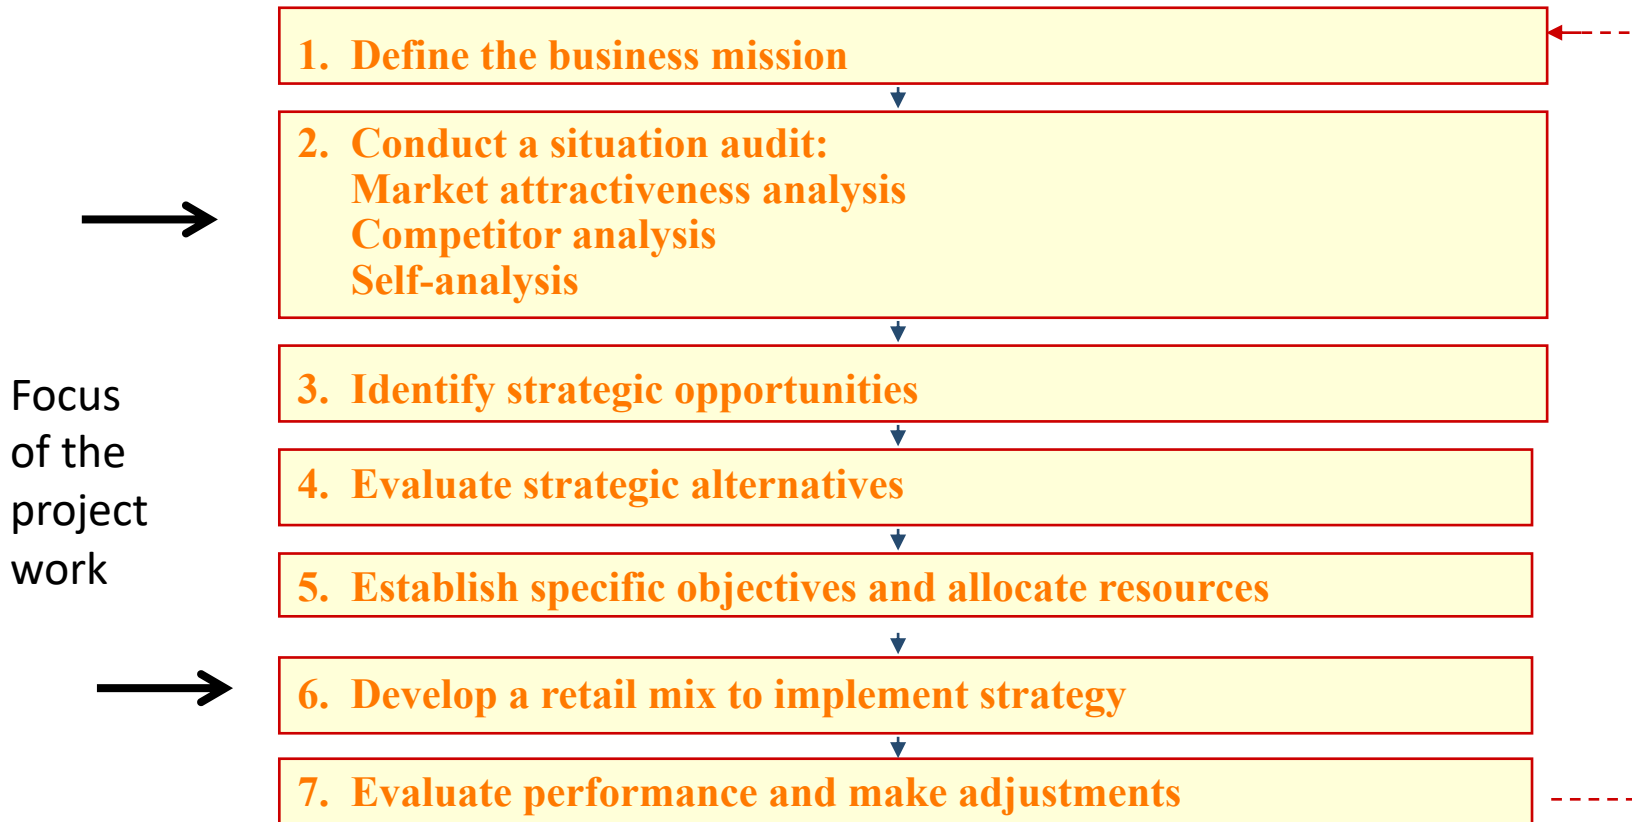 1. Define the business mission
2. Conduct a situation audit:
Market attractiveness analysis
Competitor analysis
Self-analysis
3. Identify strategic opportunities
4. Evaluate strategic alternatives
5. Establish specific objectives and allocate resources
6. Develop a retail mix to implement strategy
7. Evaluate performance and make adjustments
Focus
of the
project
work